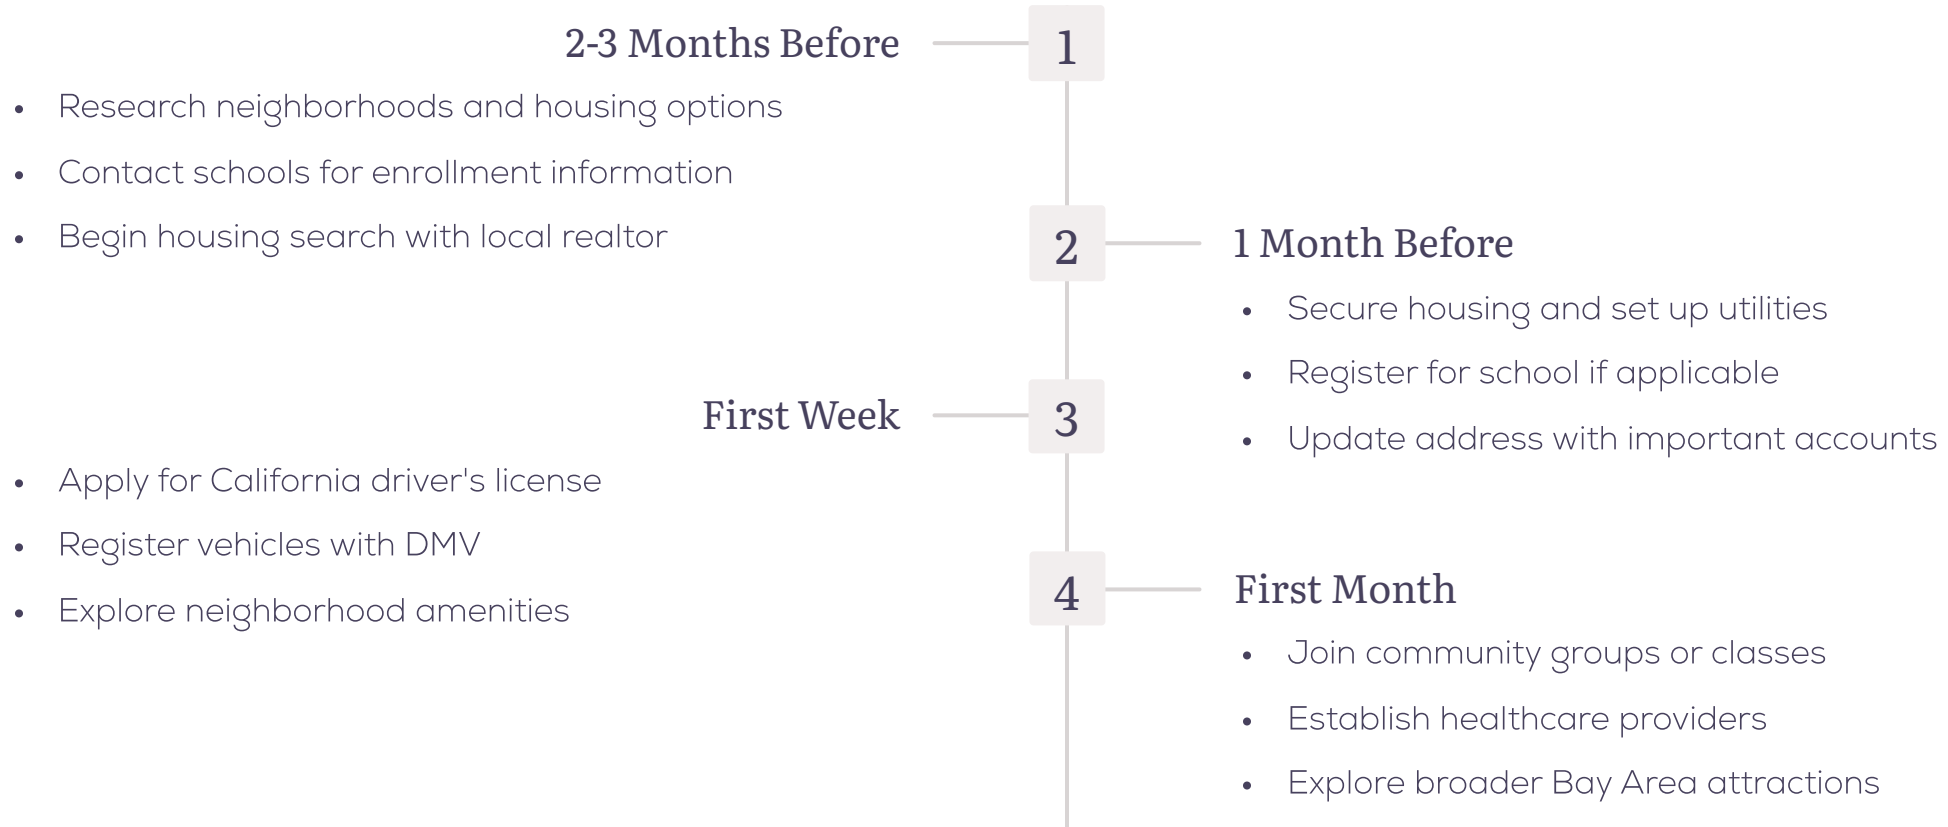 2-3 Months Before
1
• Research neighborhoods and housing options
• Contact schools for enrollment information
• Begin housing search with local realtor
2
1 Month Before
• Secure housing and set up utilities
• Register for school if applicable
• Update address with important accounts
First Week
3
• Apply for California driver's license
• Register vehicles with DMV
• Explore neighborhood amenities
4
First Month
• Join community groups or classes
• Establish healthcare providers
• Explore broader Bay Area attractions